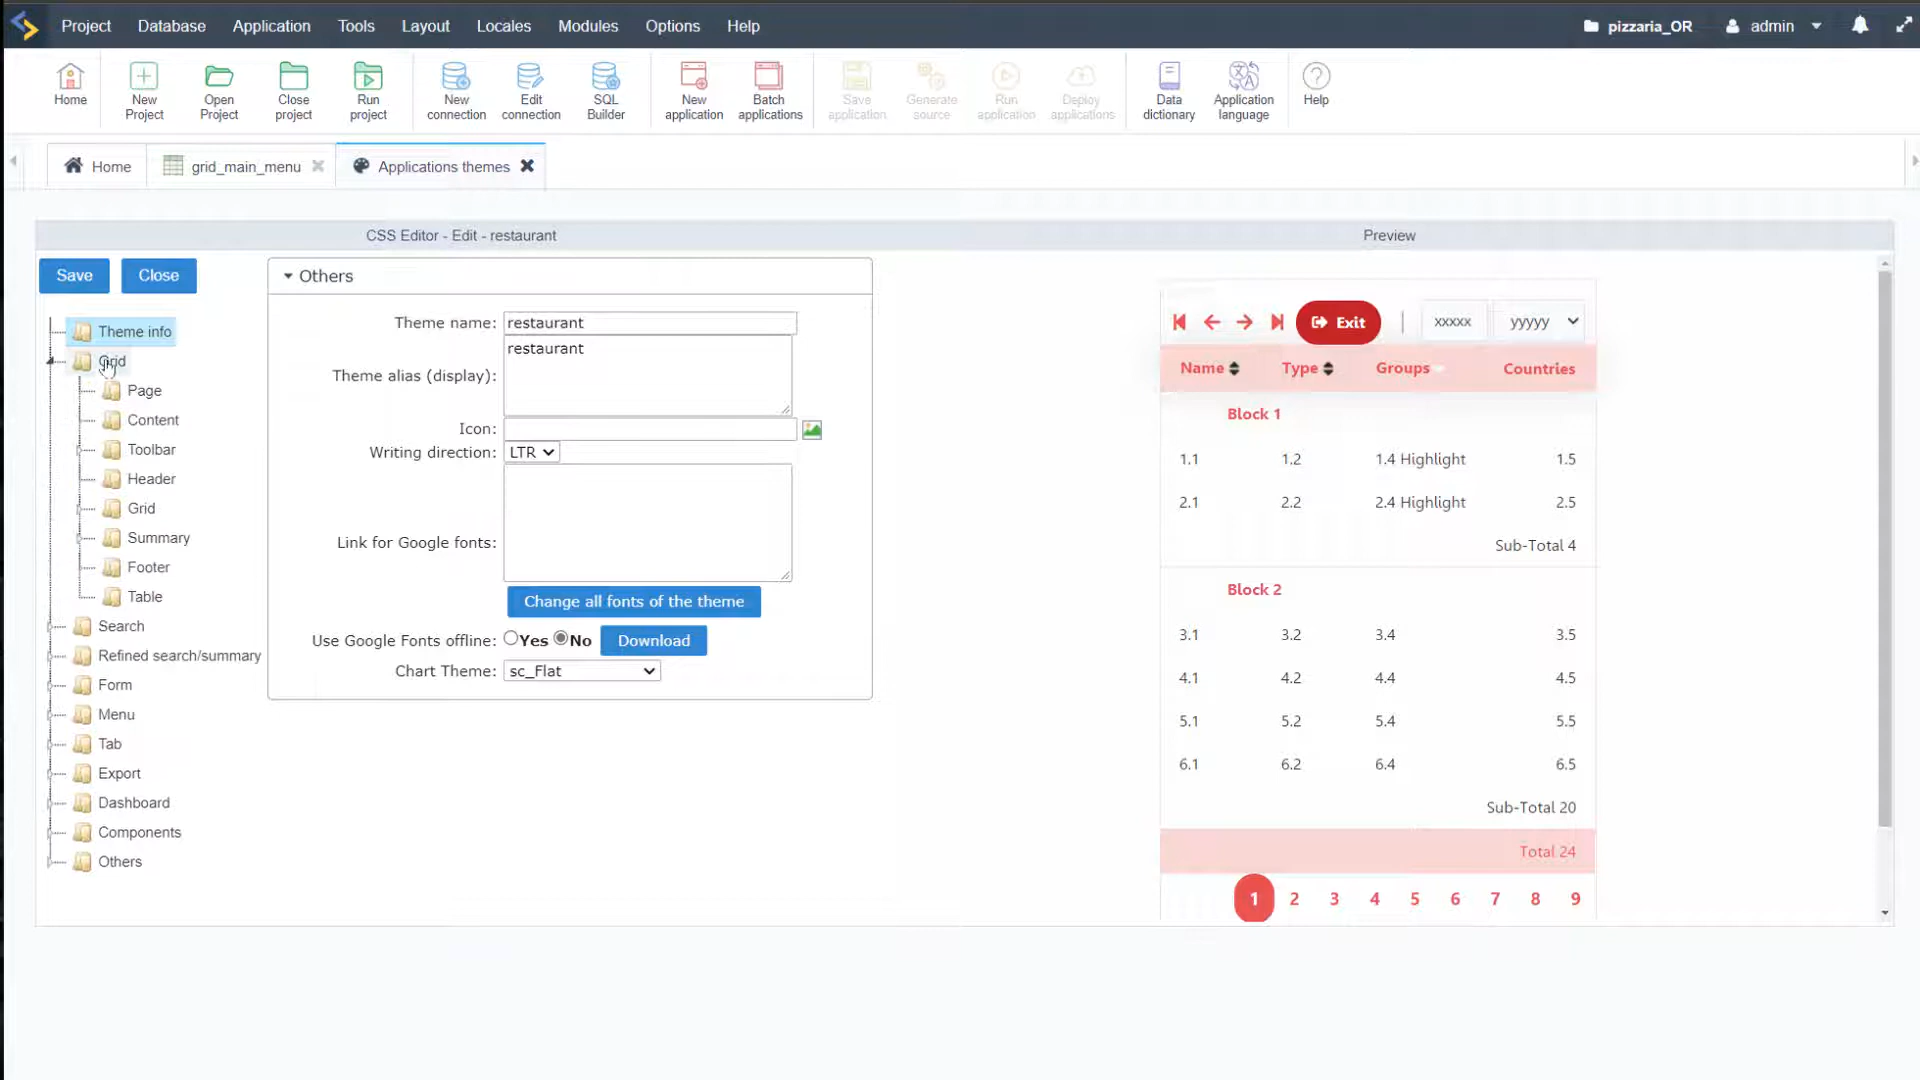 Project Database Application Tools Layout Locales Modules Options Help pizzaria_OR admin
Home New Project Open Project Close project Run project New connection Edit connection SQL Builder New application Batch applications Save application Generate source Run application Deploy applications Data dictionary Application language Help
Home grid_main_menu Applications themes
CSS Editor - Edit - restaurant
Preview
Save Close
Theme info
Grid
Page
Content
Toolbar
Header
Grid
Summary
Footer
Table
Search
Refined search/summary
Form
Menu
Tab
Export
Dashboard
Components
Others
Others
Theme name: restaurant
Theme alias (display): restaurant
Icon:
Writing direction: LTR
Link for Google fonts:
Change all fonts of the theme
Use Google Fonts offline: Yes No Download
Chart Theme: sc_Flat
Exit | xxxxx yyyyy
Name Type Groups Countries
Block 1
1.1 1.2 1.4 Highlight 1.5
2.1 2.2 2.4 Highlight 2.5
Sub-Total 4
Block 2
3.1 3.2 3.4 3.5
4.1 4.2 4.4 4.5
5.1 5.2 5.4 5.5
6.1 6.2 6.4 6.5
Sub-Total 20
Total 24
1 2 3 4 5 6 7 8 9